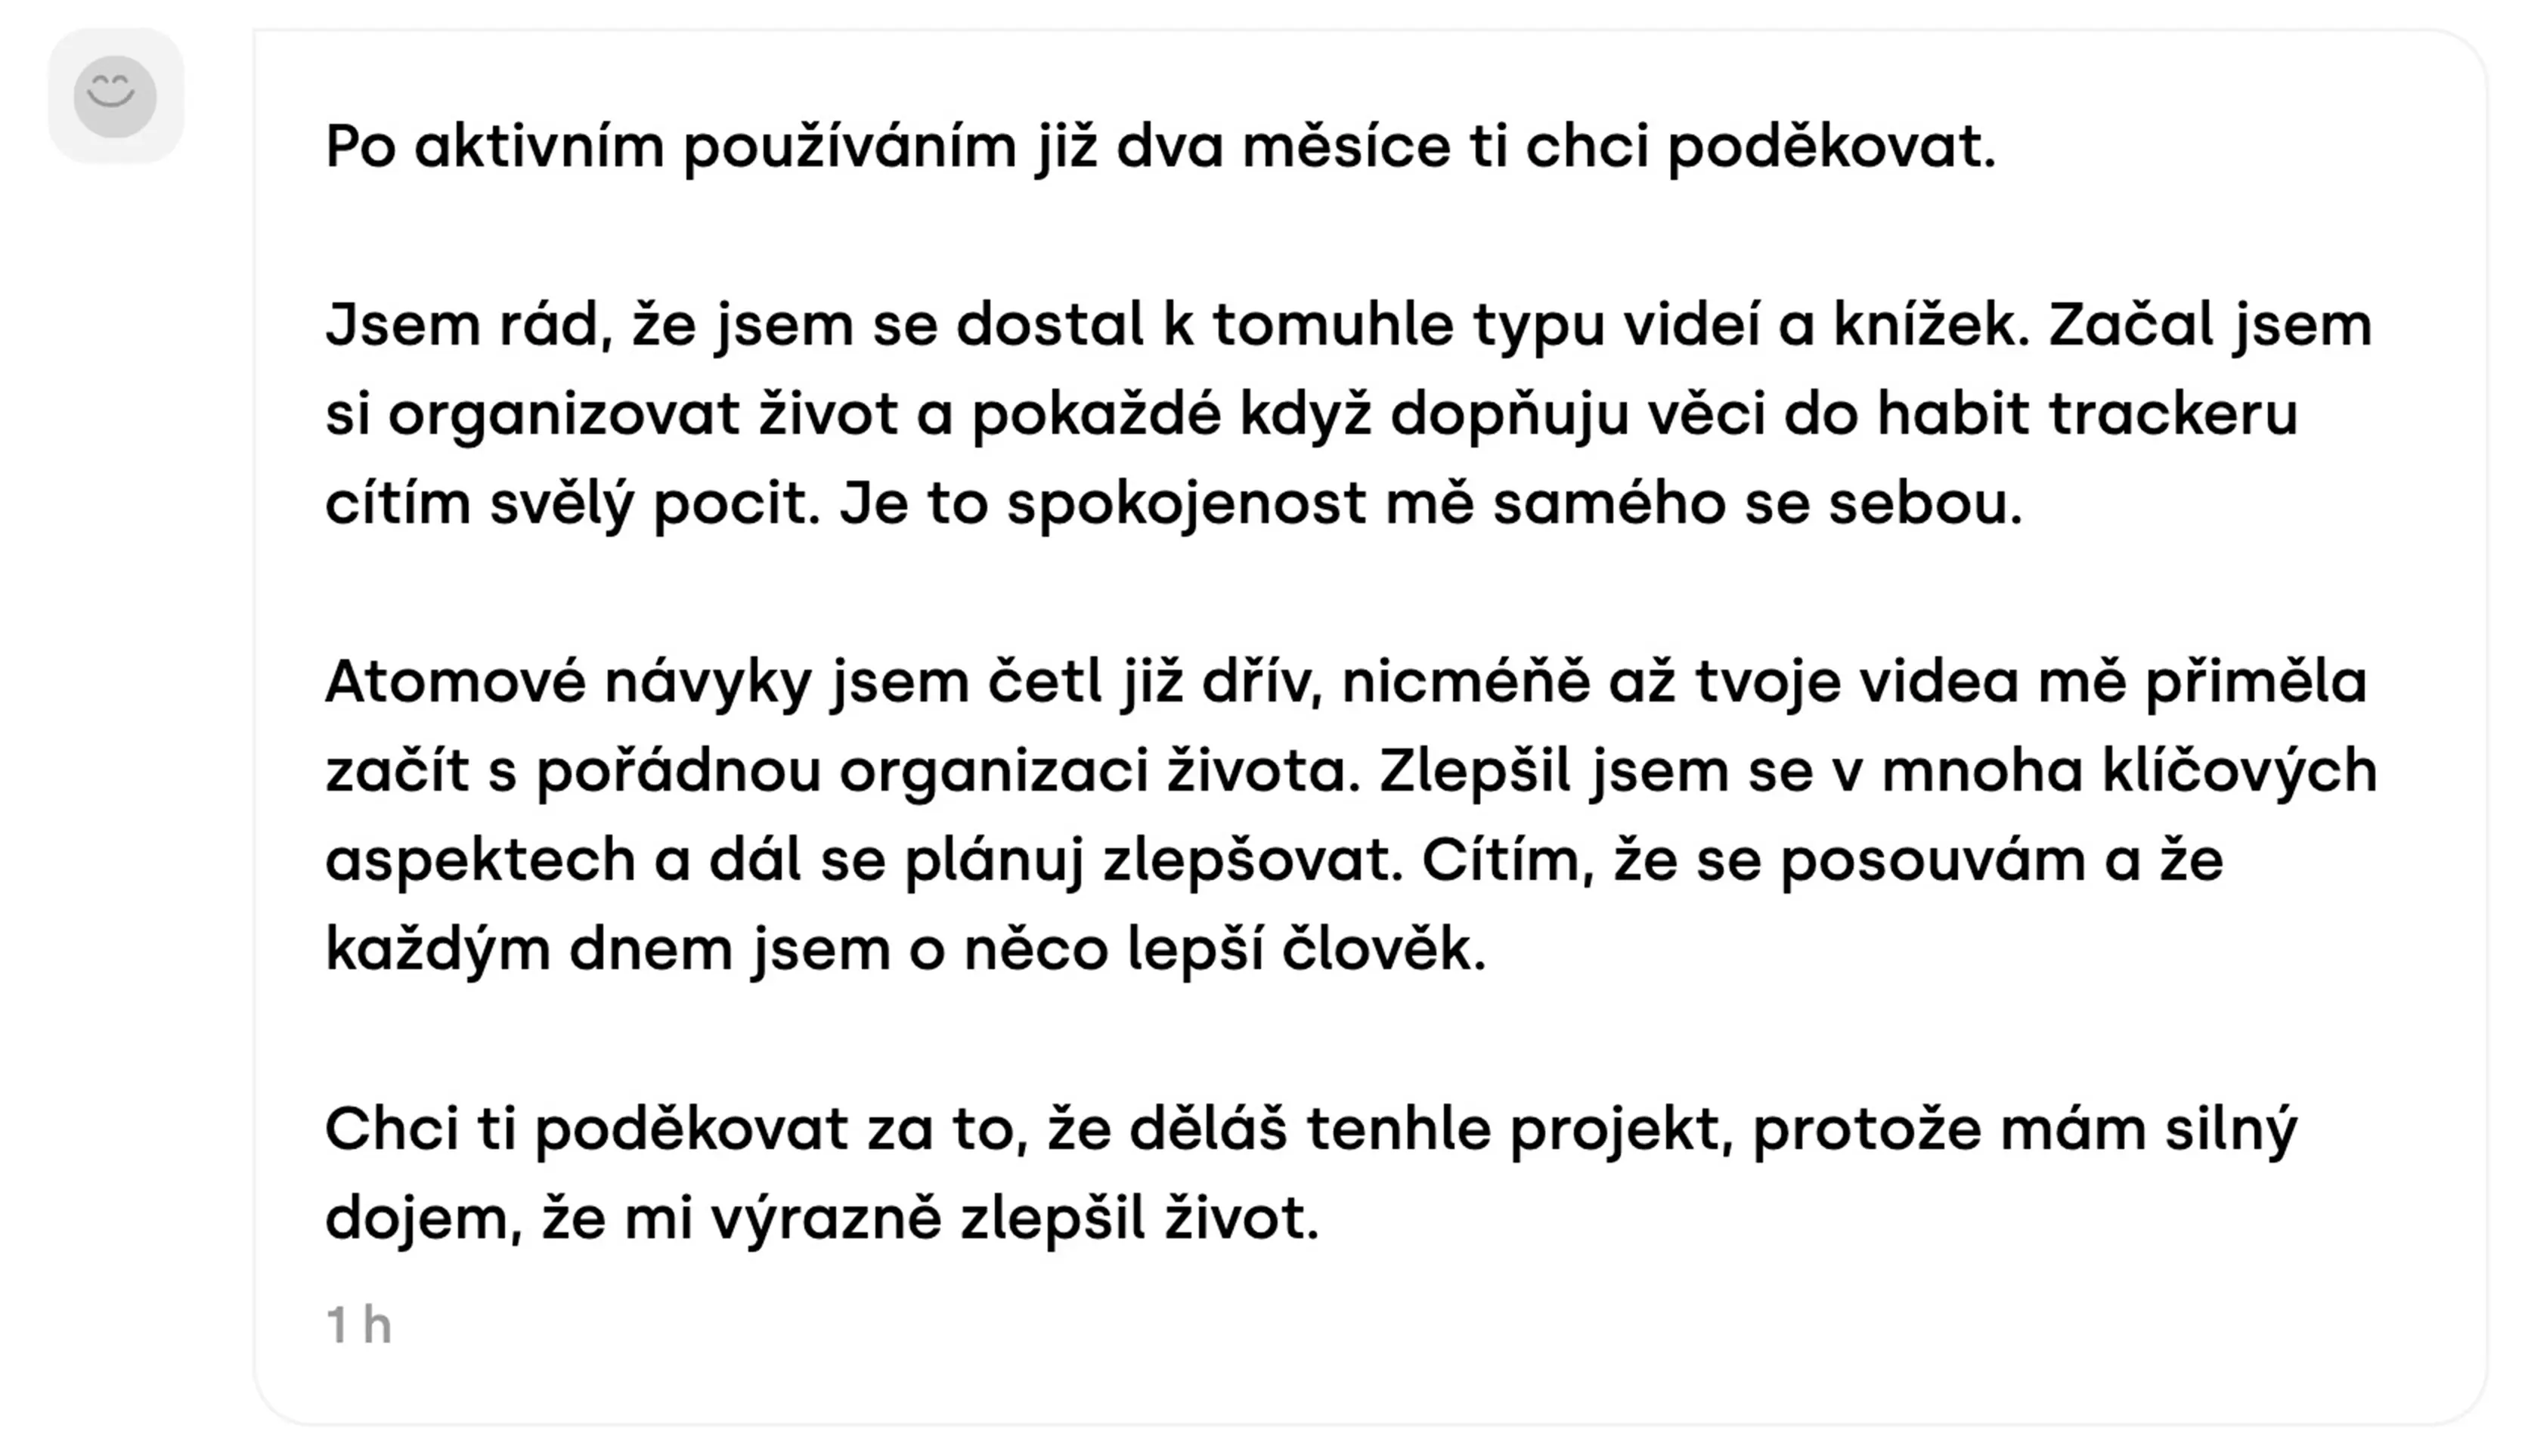 Po aktivním používáním již dva měsíce ti chci poděkovat.
Jsem rád, že jsem se dostal k tomuhle typu videí a knížek. Začal jsem
si organizovat život a pokaždé když dopňuju věci do habit trackeru
cítím svělý pocit. Je to spokojenost mě samého se sebou.
Atomové návyky jsem četl již dřív, nicméňě až tvoje videa mě přiměla
začít s pořádnou organizaci života. Zlepšil jsem se v mnoha klíčových
aspektech a dál se plánuj zlepšovat. Cítím, že se posouvám a že
každým dnem jsem o něco lepší člověk.
Chci ti poděkovat za to, že děláš tenhle projekt, protože mám silný
dojem, že mi výrazně zlepšil život.
1 h